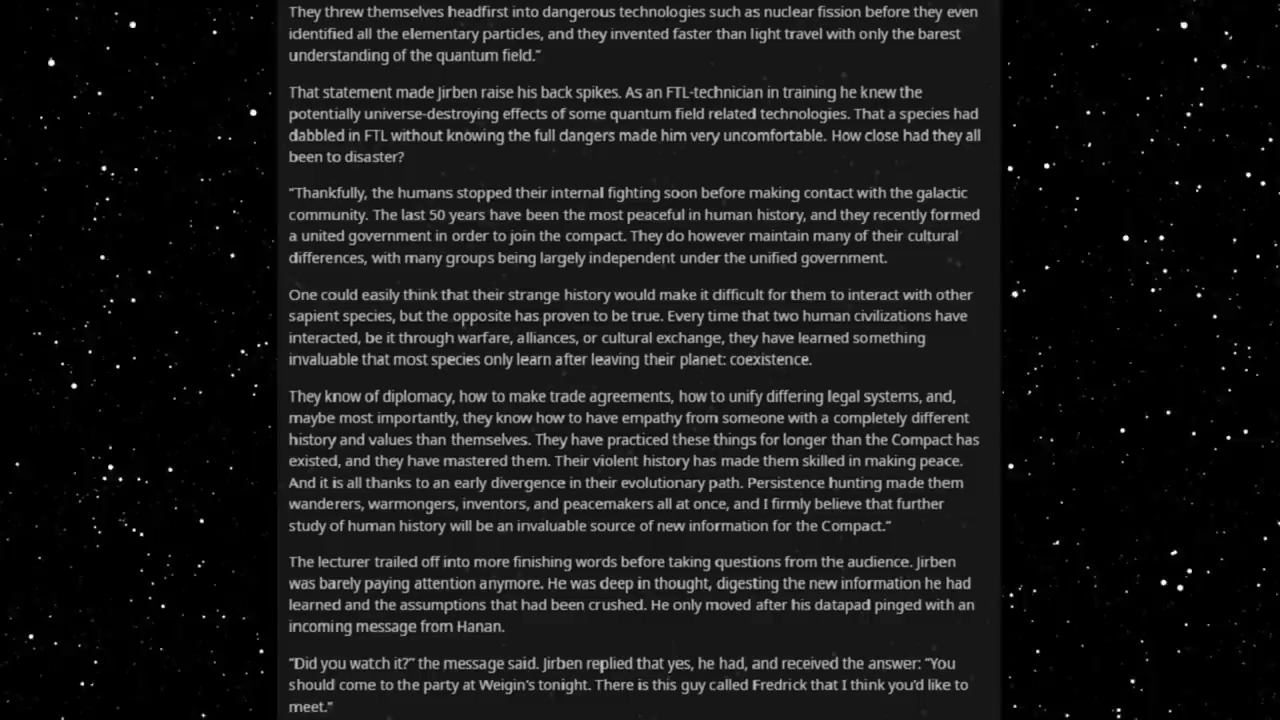 They threw themselves headfirst into dangerous technologies such as nuclear fission before they even
identified all the elementary particles, and they invented faster than light travel with only the barest
understanding of the quantum field.”
That statement made Jirben raise his back spikes. As an FTL-technician in training he knew the
potentially universe-destroying effects of some quantum field related technologies. That a species had
dabbled in FTL without knowing the full dangers made him very uncomfortable. How close had they all
been to disaster?
“Thankfully, the humans stopped their internal fighting soon before making contact with the galactic
community. The last 50 years have been the most peaceful in human history, and they recently formed
a united government in order to join the compact. They do however maintain many of their cultural
differences, with many groups being largely independent under the unified government.
One could easily think that their strange history would make it difficult for them to interact with other
sapient species, but the opposite has proven to be true. Every time that two human civilizations have
interacted, be it through warfare, alliances, or cultural exchange, they have learned something
invaluable that most species only learn after leaving their planet: coexistence.
They know of diplomacy, how to make trade agreements, how to unify differing legal systems, and,
maybe most importantly, they know how to have empathy from someone with a completely different
history and values than themselves. They have practiced these things for longer than the Compact has
existed, and they have mastered them. Their violent history has made them skilled in making peace.
And it is all thanks to an early divergence in their evolutionary path. Persistence hunting made them
wanderers, warmongers, inventors, and peacemakers all at once, and I firmly believe that further
study of human history will be an invaluable source of new information for the Compact.”
The lecturer trailed off into more finishing words before taking questions from the audience. Jirben
was barely paying attention anymore. He was deep in thought, digesting the new information he had
learned and the assumptions that had been crushed. He only moved after his datapad pinged with an
incoming message from Hanan.
“Did you watch it?” the message said. Jirben replied that yes, he had, and received the answer: “You
should come to the party at Weigin's tonight. There is this guy called Fredrick that I think you'd like to
meet.”